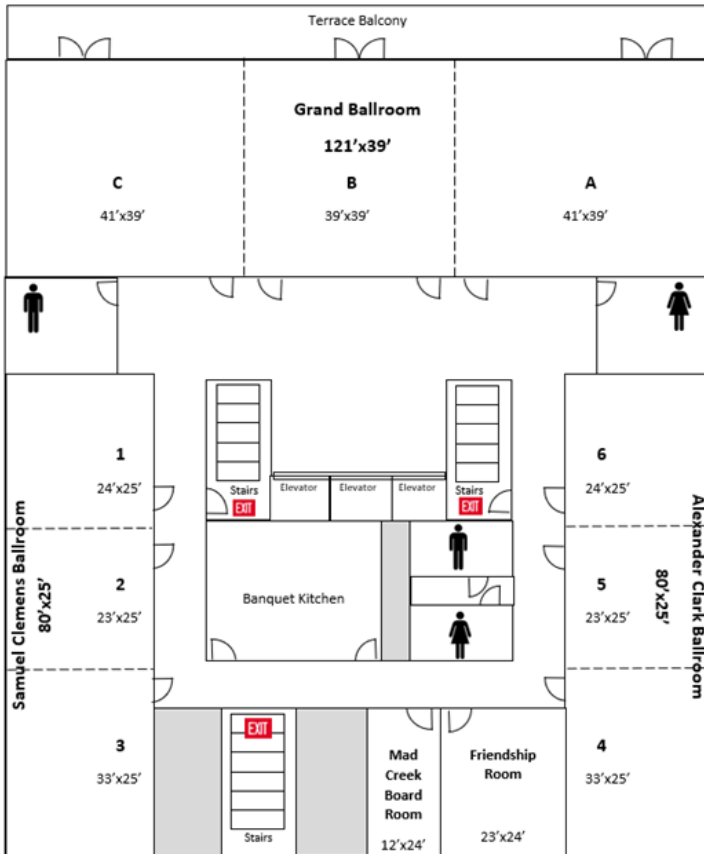 Terrace Balcony
Grand Ballroom
121’x39’
C
B
A
41’x39’
39’x39’
41’x39’
1
6
24’x25’
24’x25’
Stairs
EXIT
Elevator
Elevator
Elevator
Stairs
EXIT
Samuel Clemens Ballroom
80’x25’
2
23’x25’
Banquet Kitchen
5
23’x25’
80’x25’
Alexander Clark Ballroom
3
33’x25’
EXIT
Stairs
Mad
Creek
Board
Room
12’x24’
Friendship
Room
23’x24’
4
33’x25’